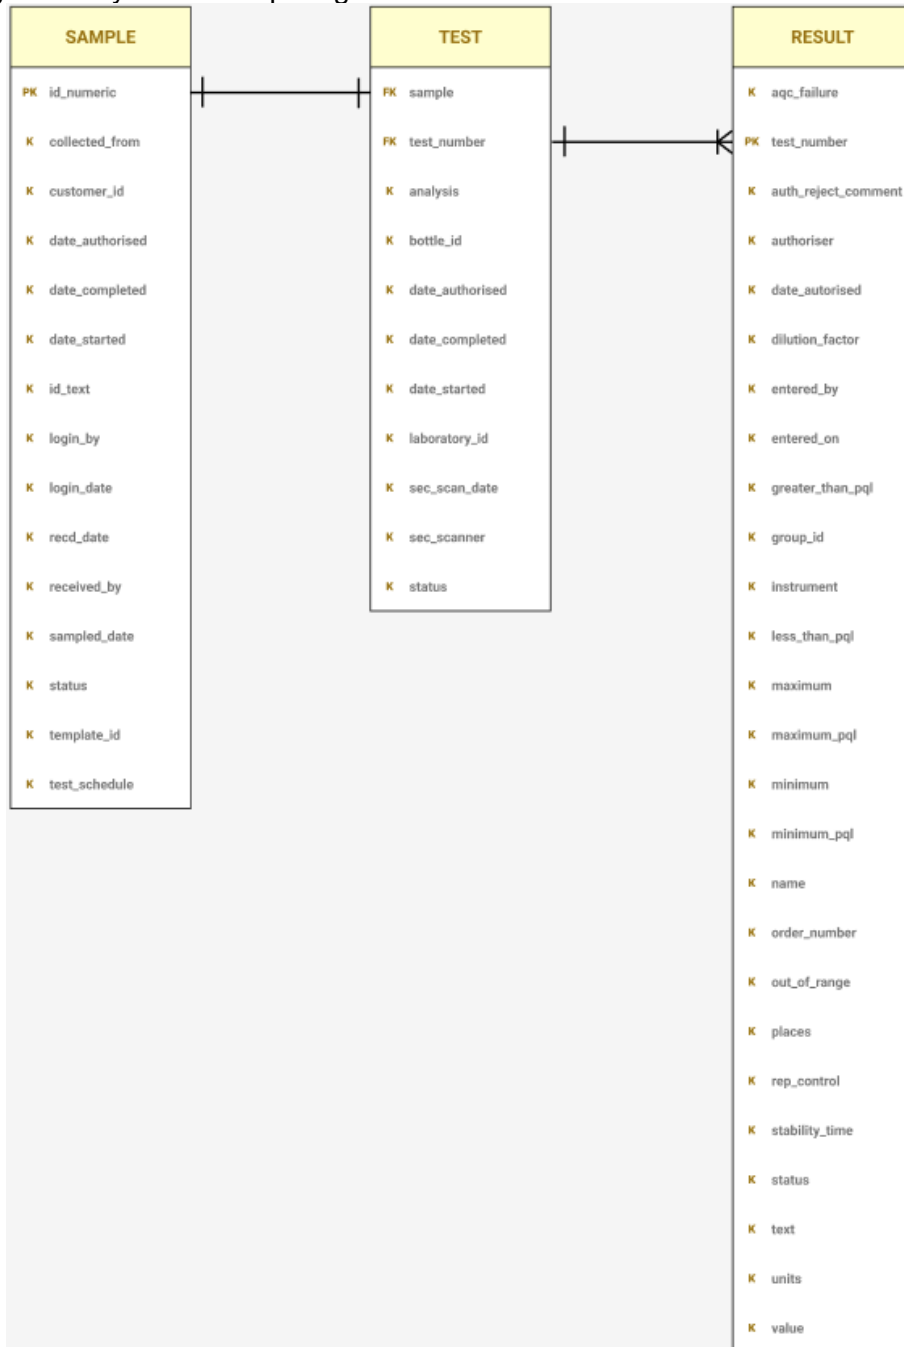 SAMPLE
PK id_numeric
K collected_from
K customer_id
K date_authorised
K date_completed
K date_started
K id_text
K login_by
K login_date
K recd_date
K received_by
K sampled_date
K status
K template_id
K test_schedule
TEST
FK sample
FK test_number
K analysis
K bottle_id
K date_authorised
K date_completed
K date_started
K laboratory_id
K sec_scan_date
K sec_scanner
K status
RESULT
K aqc_failure
PK test_number
K auth_reject_comment
K authoriser
K date_autorised
K dilution_factor
K entered_by
K entered_on
K greater_than_pql
K group_id
K instrument
K less_than_pql
K maximum
K maximum_pql
K minimum
K minimum_pql
K name
K order_number
K out_of_range
K places
K rep_control
K stability_time
K status
K text
K units
K value